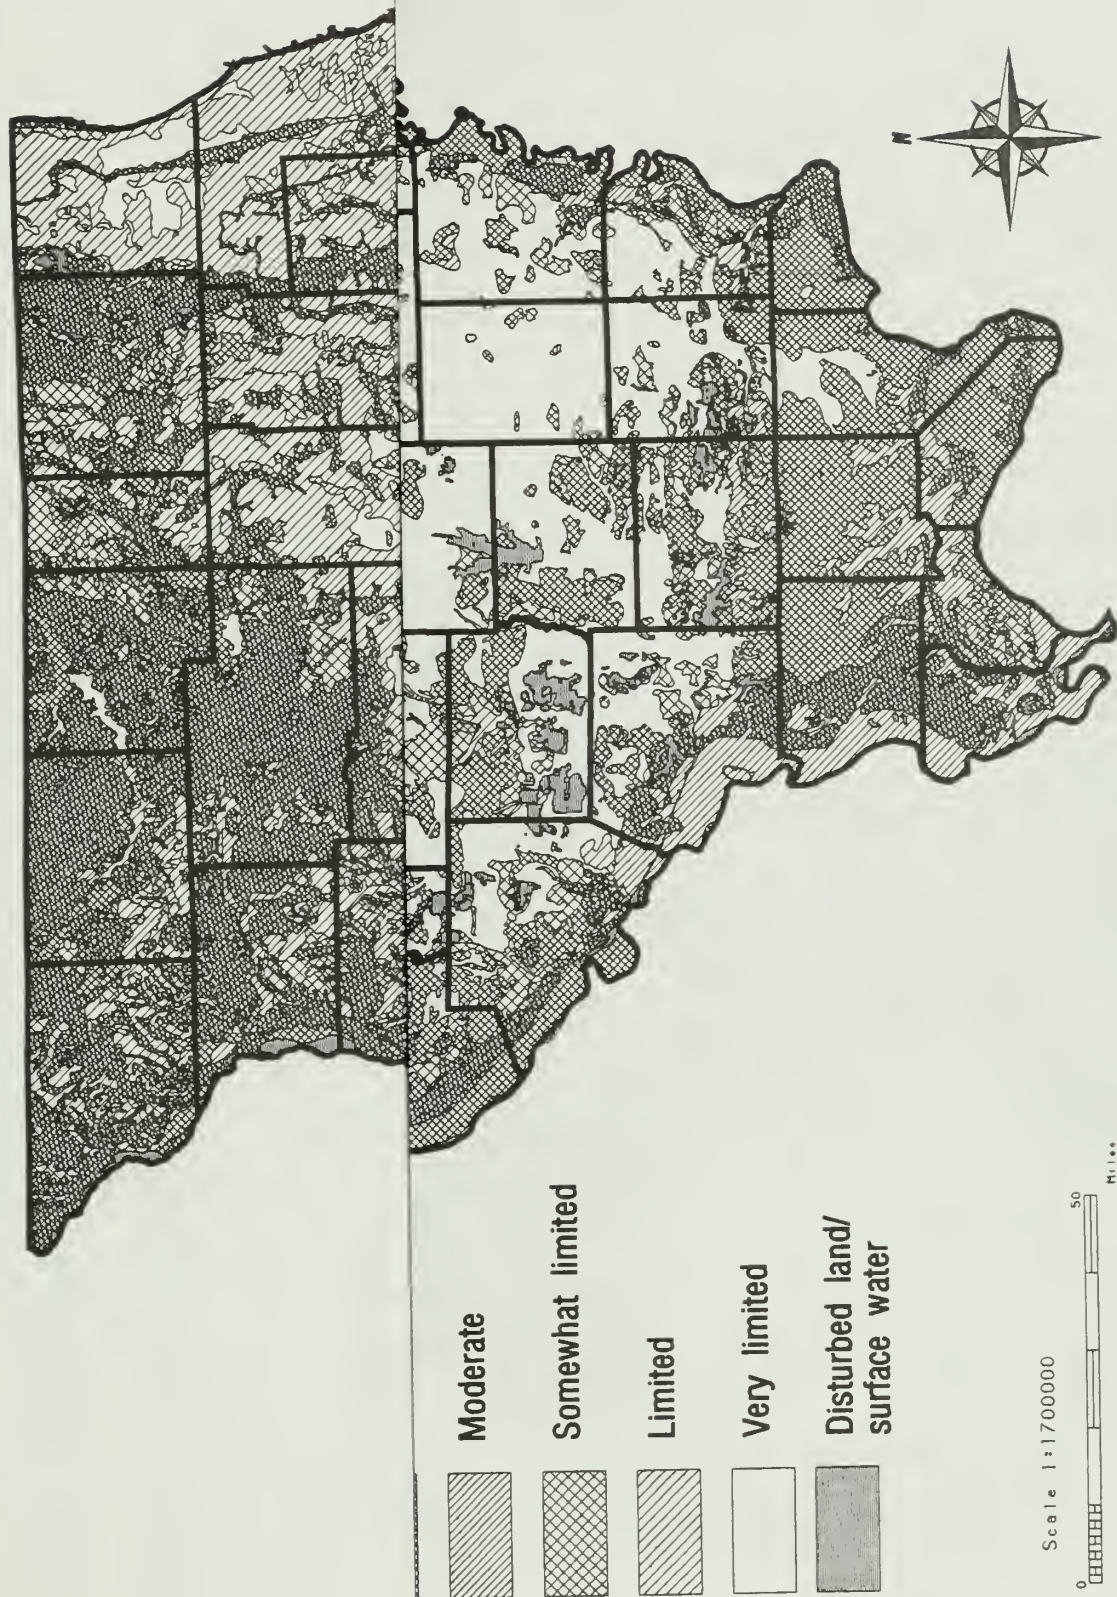 N
Moderate
Somewhat limited
Limited
Very limited
Disturbed land/
surface water
Scale 1:1700000
0
50
Miles